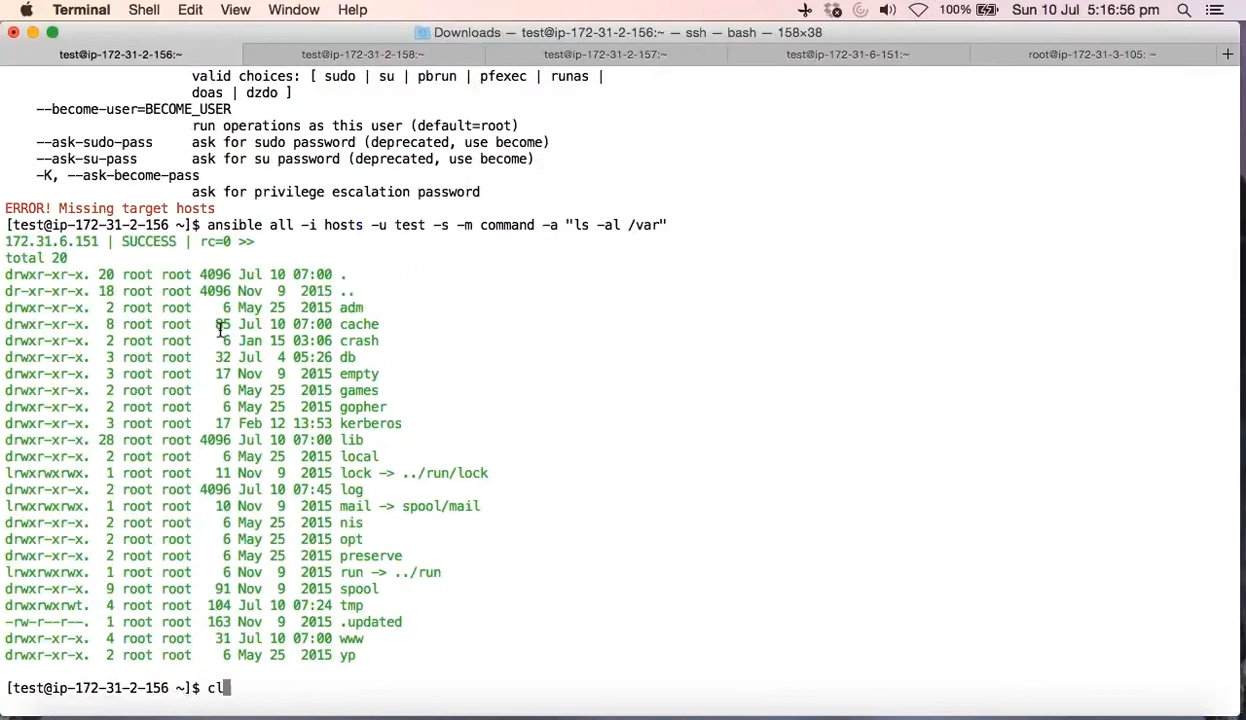 Terminal Shell Edit View Window Help 100% Sun 10 Jul 5:16:56 pm
Downloads — test@ip-172-31-2-156:~ — ssh — bash — 158×38
test@ip-172-31-2-156:~ test@ip-172-31-2-158:~ test@ip-172-31-2-157:~ test@ip-172-31-6-151:~ root@ip-172-31-3-105: ~ +
valid choices: [ sudo | su | pbrun | pfexec | runas |
doas | dzdo ]
--become-user=BECOME_USER
run operations as this user (default=root)
--ask-sudo-pass ask for sudo password (deprecated, use become)
--ask-su-pass ask for su password (deprecated, use become)
-K, --ask-become-pass
ask for privilege escalation password
ERROR! Missing target hosts
[test@ip-172-31-2-156 ~]$ ansible all -i hosts -u test -s -m command -a "ls -al /var"
172.31.6.151 | SUCCESS | rc=0 >>
total 20
drwxr-xr-x. 20 root root 4096 Jul 10 07:00 .
dr-xr-xr-x. 18 root root 4096 Nov 9 2015 ..
drwxr-xr-x. 2 root root 6 May 25 2015 adm
drwxr-xr-x. 8 root root 85 Jul 10 07:00 cache
drwxr-xr-x. 2 root root 6 Jan 15 03:06 crash
drwxr-xr-x. 3 root root 32 Jul 4 05:26 db
drwxr-xr-x. 3 root root 17 Nov 9 2015 empty
drwxr-xr-x. 2 root root 6 May 25 2015 games
drwxr-xr-x. 2 root root 6 May 25 2015 gopher
drwxr-xr-x. 3 root root 17 Feb 12 13:53 kerberos
drwxr-xr-x. 28 root root 4096 Jul 10 07:00 lib
drwxr-xr-x. 2 root root 6 May 25 2015 local
lrwxrwxrwx. 1 root root 11 Nov 9 2015 lock -> ../run/lock
drwxr-xr-x. 2 root root 4096 Jul 10 07:45 log
lrwxrwxrwx. 1 root root 10 Nov 9 2015 mail -> spool/mail
drwxr-xr-x. 2 root root 6 May 25 2015 nis
drwxr-xr-x. 2 root root 6 May 25 2015 opt
drwxr-xr-x. 2 root root 6 May 25 2015 preserve
lrwxrwxrwx. 1 root root 6 Nov 9 2015 run -> ../run
drwxr-xr-x. 9 root root 91 Nov 9 2015 spool
drwxrwxrwt. 4 root root 104 Jul 10 07:24 tmp
-rw-r--r--. 1 root root 163 Nov 9 2015 .updated
drwxr-xr-x. 4 root root 31 Jul 10 07:00 www
drwxr-xr-x. 2 root root 6 May 25 2015 yp
[test@ip-172-31-2-156 ~]$ cl